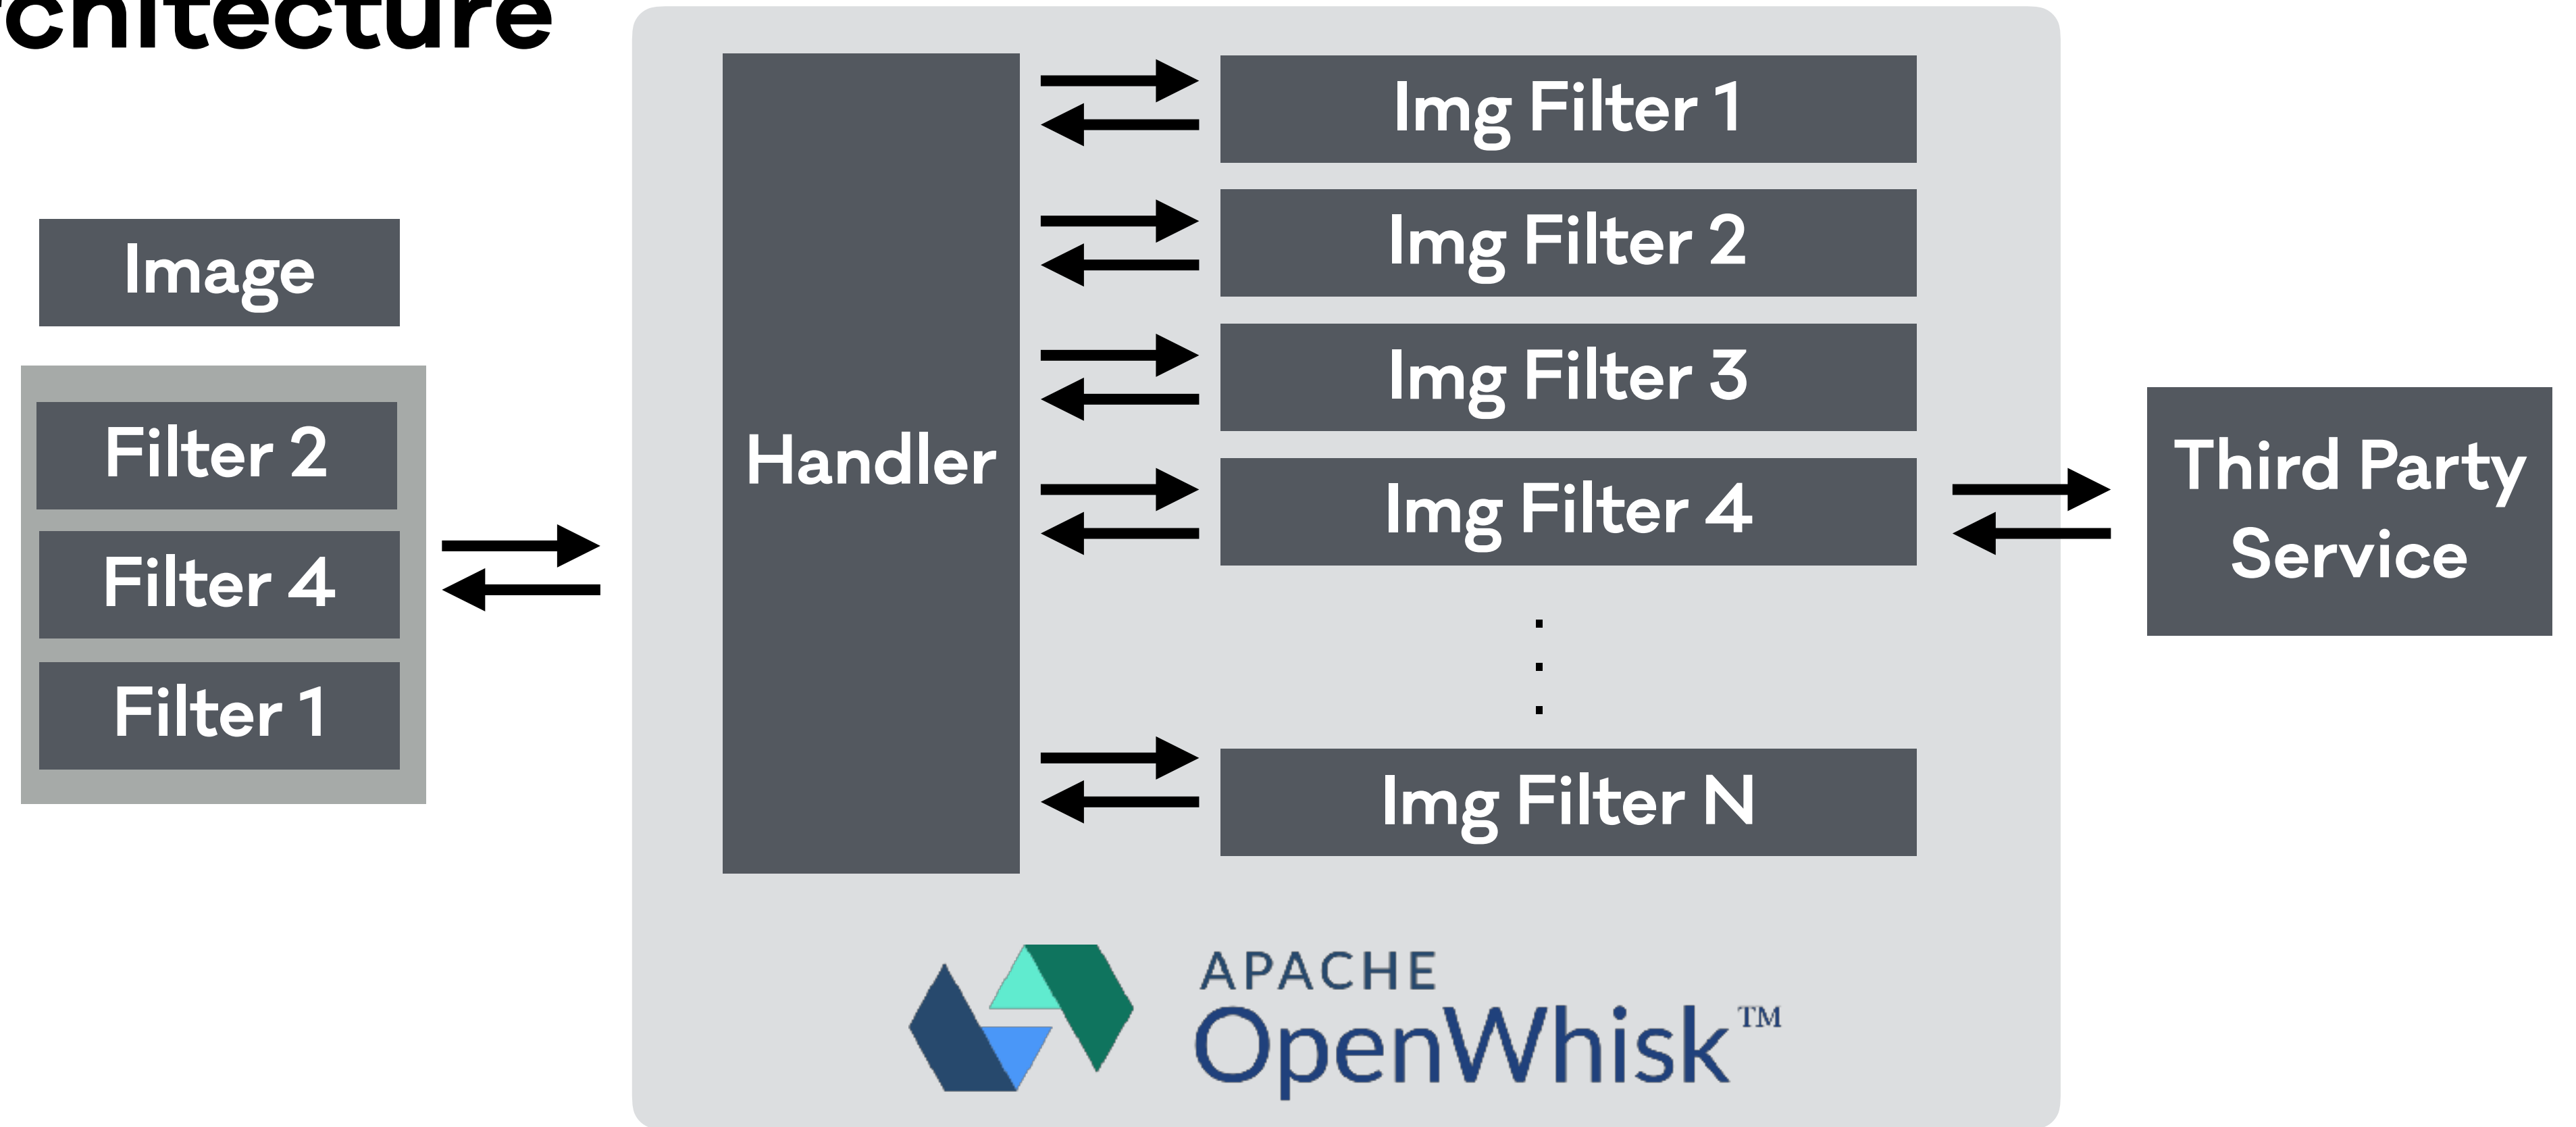 chitecture
Image
Filter 2
Filter 4
Filter 1
Handler
Img Filter 1
Img Filter 2
Img Filter 3
Img Filter 4
.
.
.
Img Filter N
Third Party
Service
APACHE
OpenWhisk™